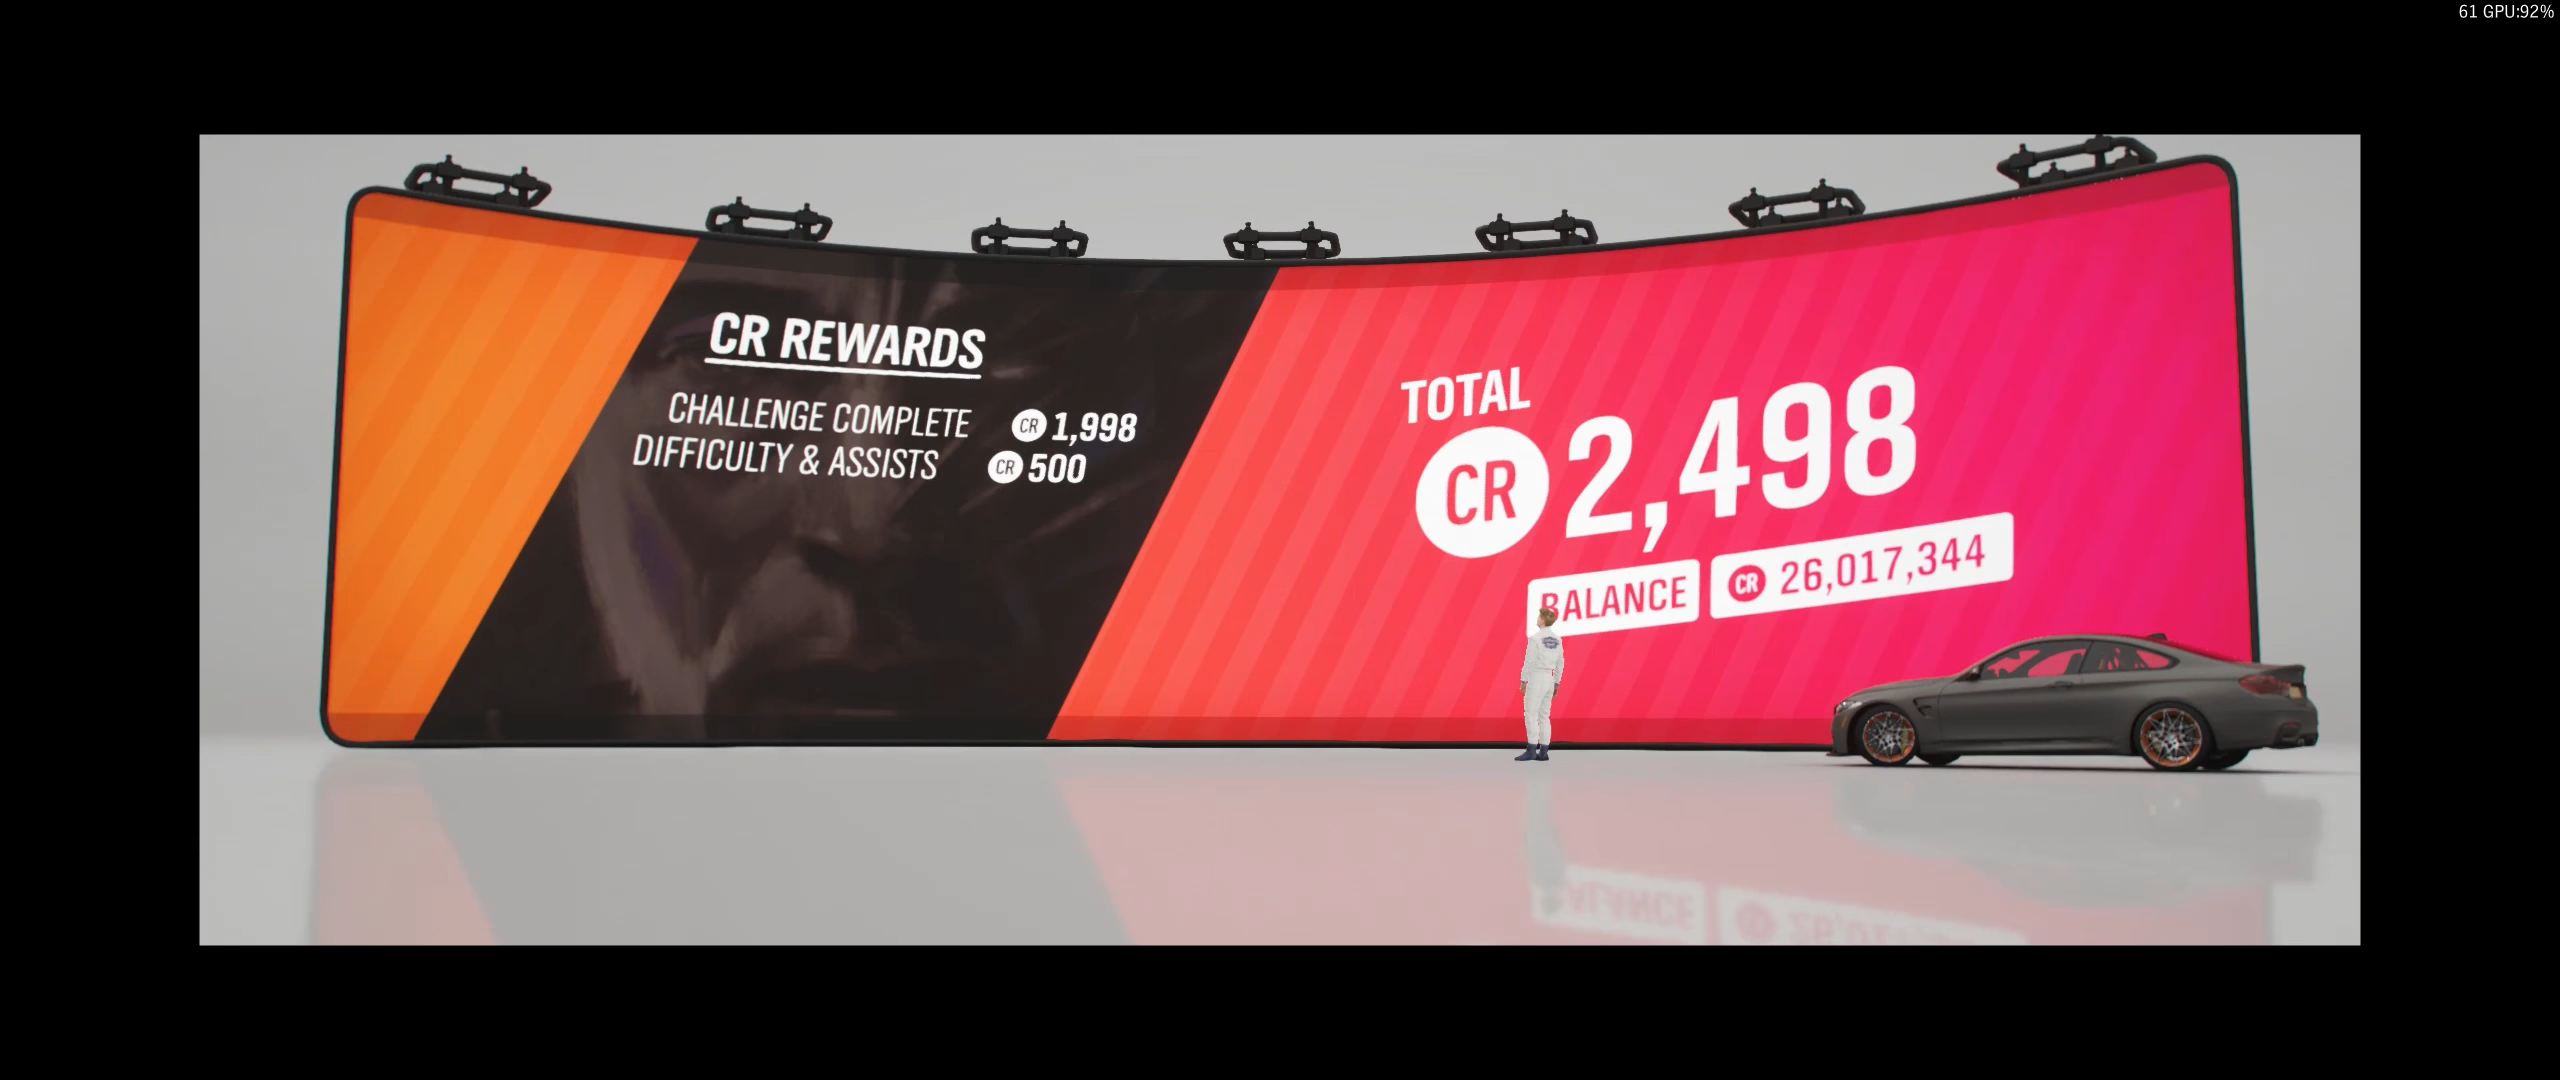 61 GPU:92%
CR REWARDS
CHALLENGE COMPLETE CR 1,998
DIFFICULTY & ASSISTS CR 500
TOTAL
CR 2,498
BALANCE CR 26,017,344